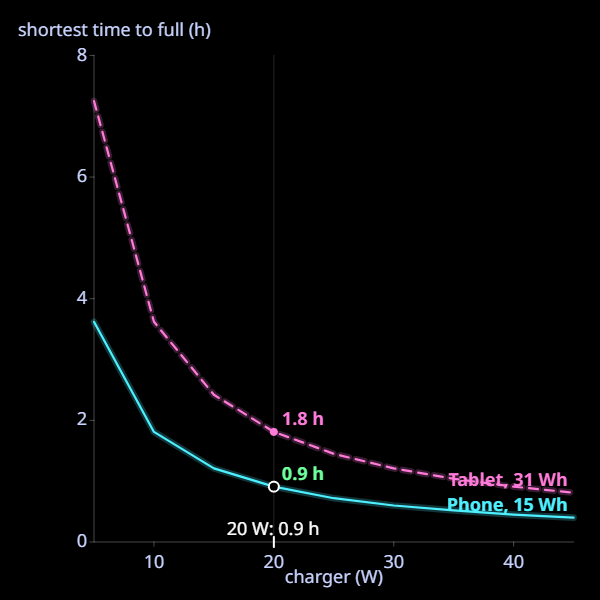 shortest time to full (h)
8
6
4
2
0
1.8 h
0.9 h
Tablet, 31 Wh
Phone, 15 Wh
20 W: 0.9 h
10
20
30
40
charger (W)